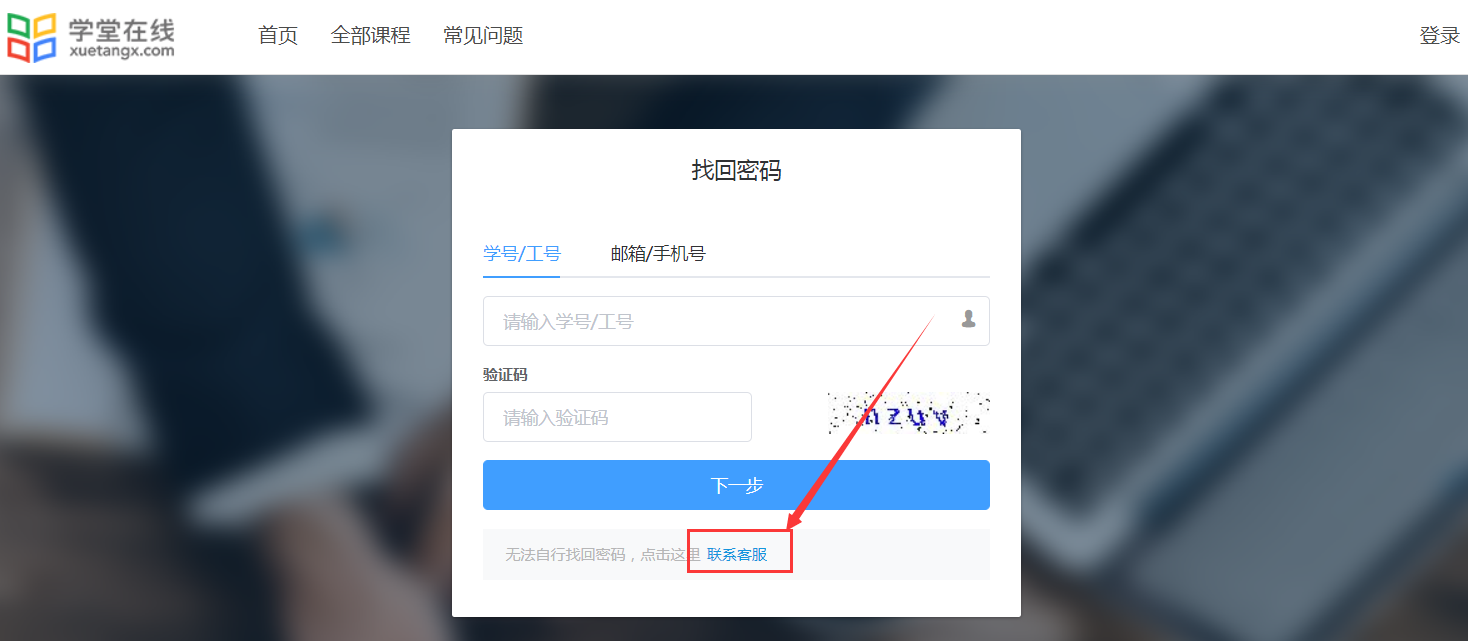 学堂在线
xuetangx.com
首页 全部课程 常见问题 登录
找回密码
学号/工号 邮箱/手机号
请输入学号/工号
验证码
请输入验证码
下一步
无法自行找回密码，点击这里 联系客服